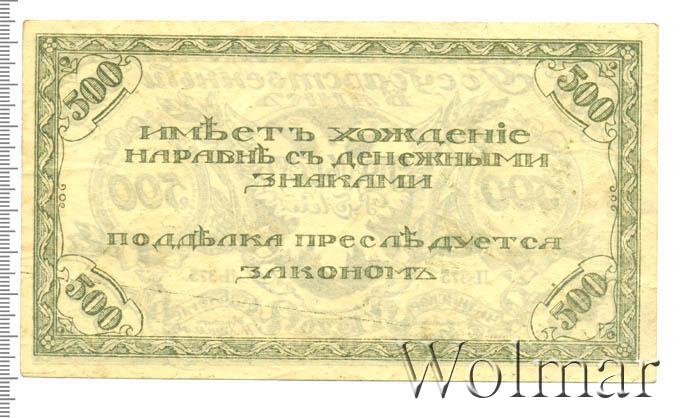 500 500
ИМѢЕТЪ ХОЖДЕНІЕ
НАРАВНѢ СЪ ДЕНЕЖНЫМИ
ЗНАКАМИ
ПОДДѢЛКА ПРЕСЛѢДУЕТСЯ
ЗАКОНОМЪ
500 500
Wolmar